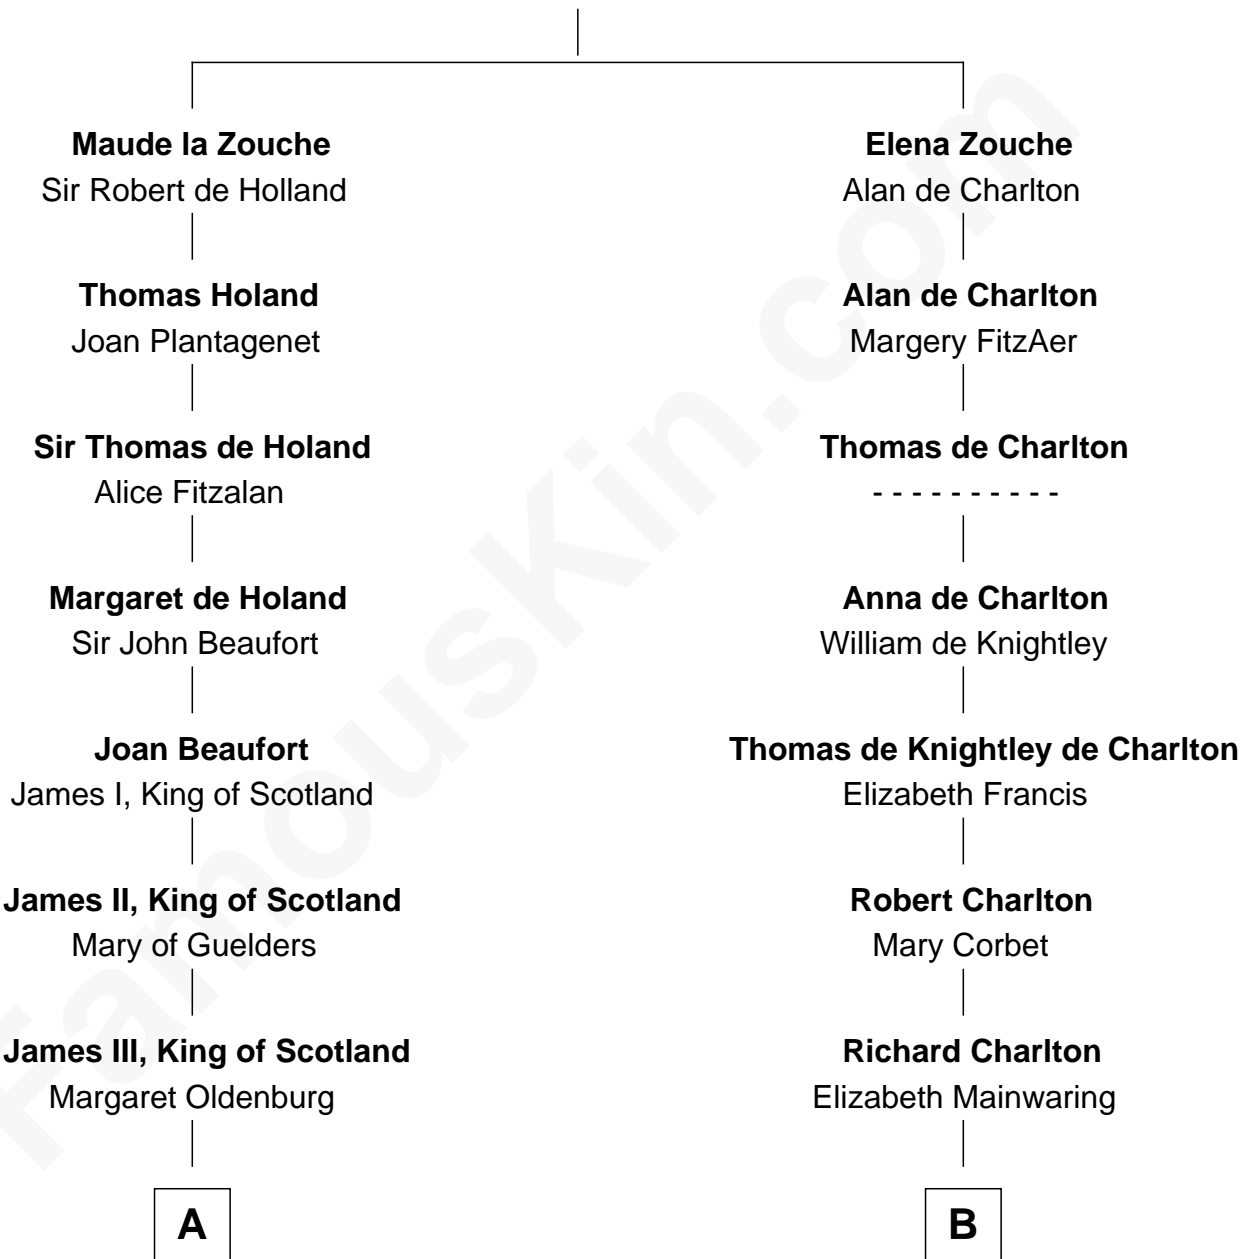 Maude la Zouche
Sir Robert de Holland
Thomas Holand
Joan Plantagenet
Sir Thomas de Holand
Alice Fitzalan
Margaret de Holand
Sir John Beaufort
Joan Beaufort
James I, King of Scotland
James II, King of Scotland
Mary of Guelders
James III, King of Scotland
Margaret Oldenburg
A
Elena Zouche
Alan de Charlton
Alan de Charlton
Margery FitzAer
Thomas de Charlton
- - - - - - - - - -
Anna de Charlton
William de Knightley
Thomas de Knightley de Charlton
Elizabeth Francis
Robert Charlton
Mary Corbet
Richard Charlton
Elizabeth Mainwaring
B
FamousKin.com